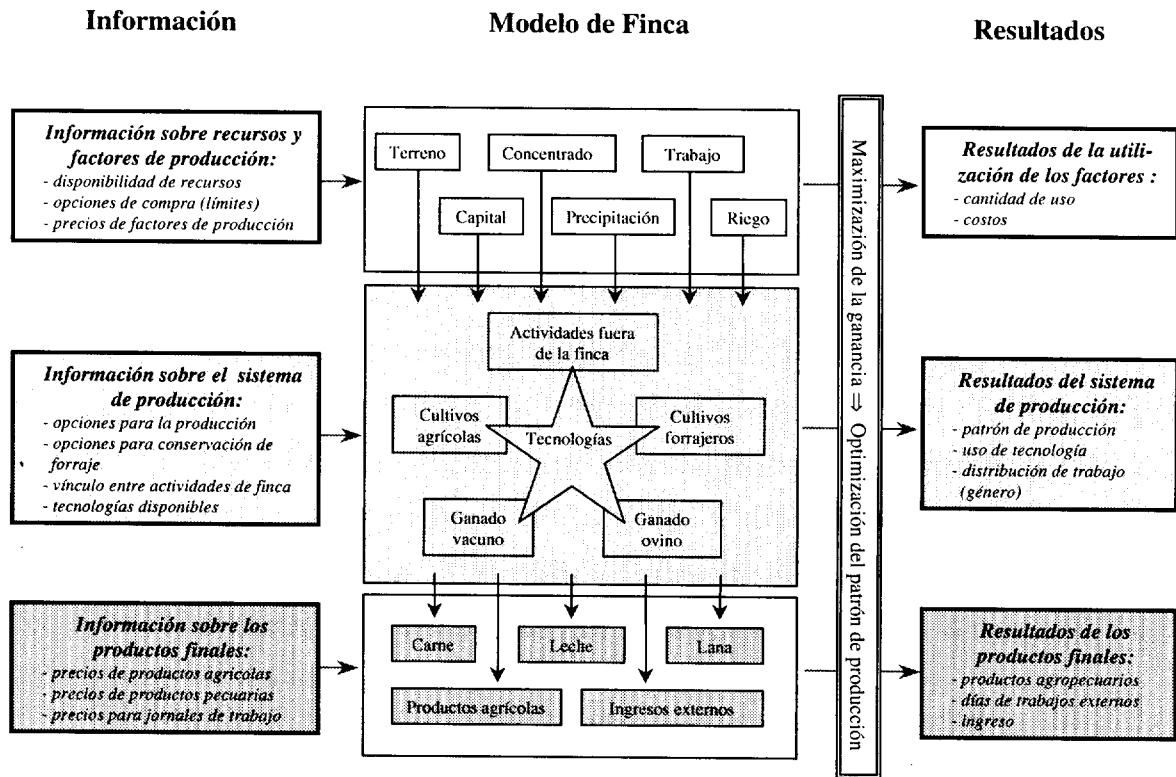 Información
Modelo de Finca
Resultados
Información sobre recursos y
factores de producción:
- disponibilidad de recursos
- opciones de compra (límites)
- precios de factores de producción
Información sobre el sistema
de producción:
- opciones para la producción
- opciones para conservación de
forraje
- vínculo entre actividades de finca
- tecnologías disponibles
Información sobre los
productos finales:
- precios de productos agrícolas
- precios de productos pecuarias
- precios para jornales de trabajo
Terreno
Concentrado
Trabajo
Capital
Precipitación
Riego
Actividades fuera
de la finca
Cultivos
agrícolas
Tecnologías
Cultivos
forrajeros
Ganado
vacuno
Ganado
ovino
Carne
Leche
Lana
Productos agrícolas
Ingresos externos
Maximizazión de la ganancia ⇒ Optimización del patrón de producción
Resultados de la utili-
zación de los factores :
- cantidad de uso
- costos
Resultados del sistema
de producción:
- patrón de producción
- uso de tecnología
- distribución de trabajo
(género)
Resultados de los
productos finales:
- productos agropecuarios
- días de trabajos externos
- ingreso